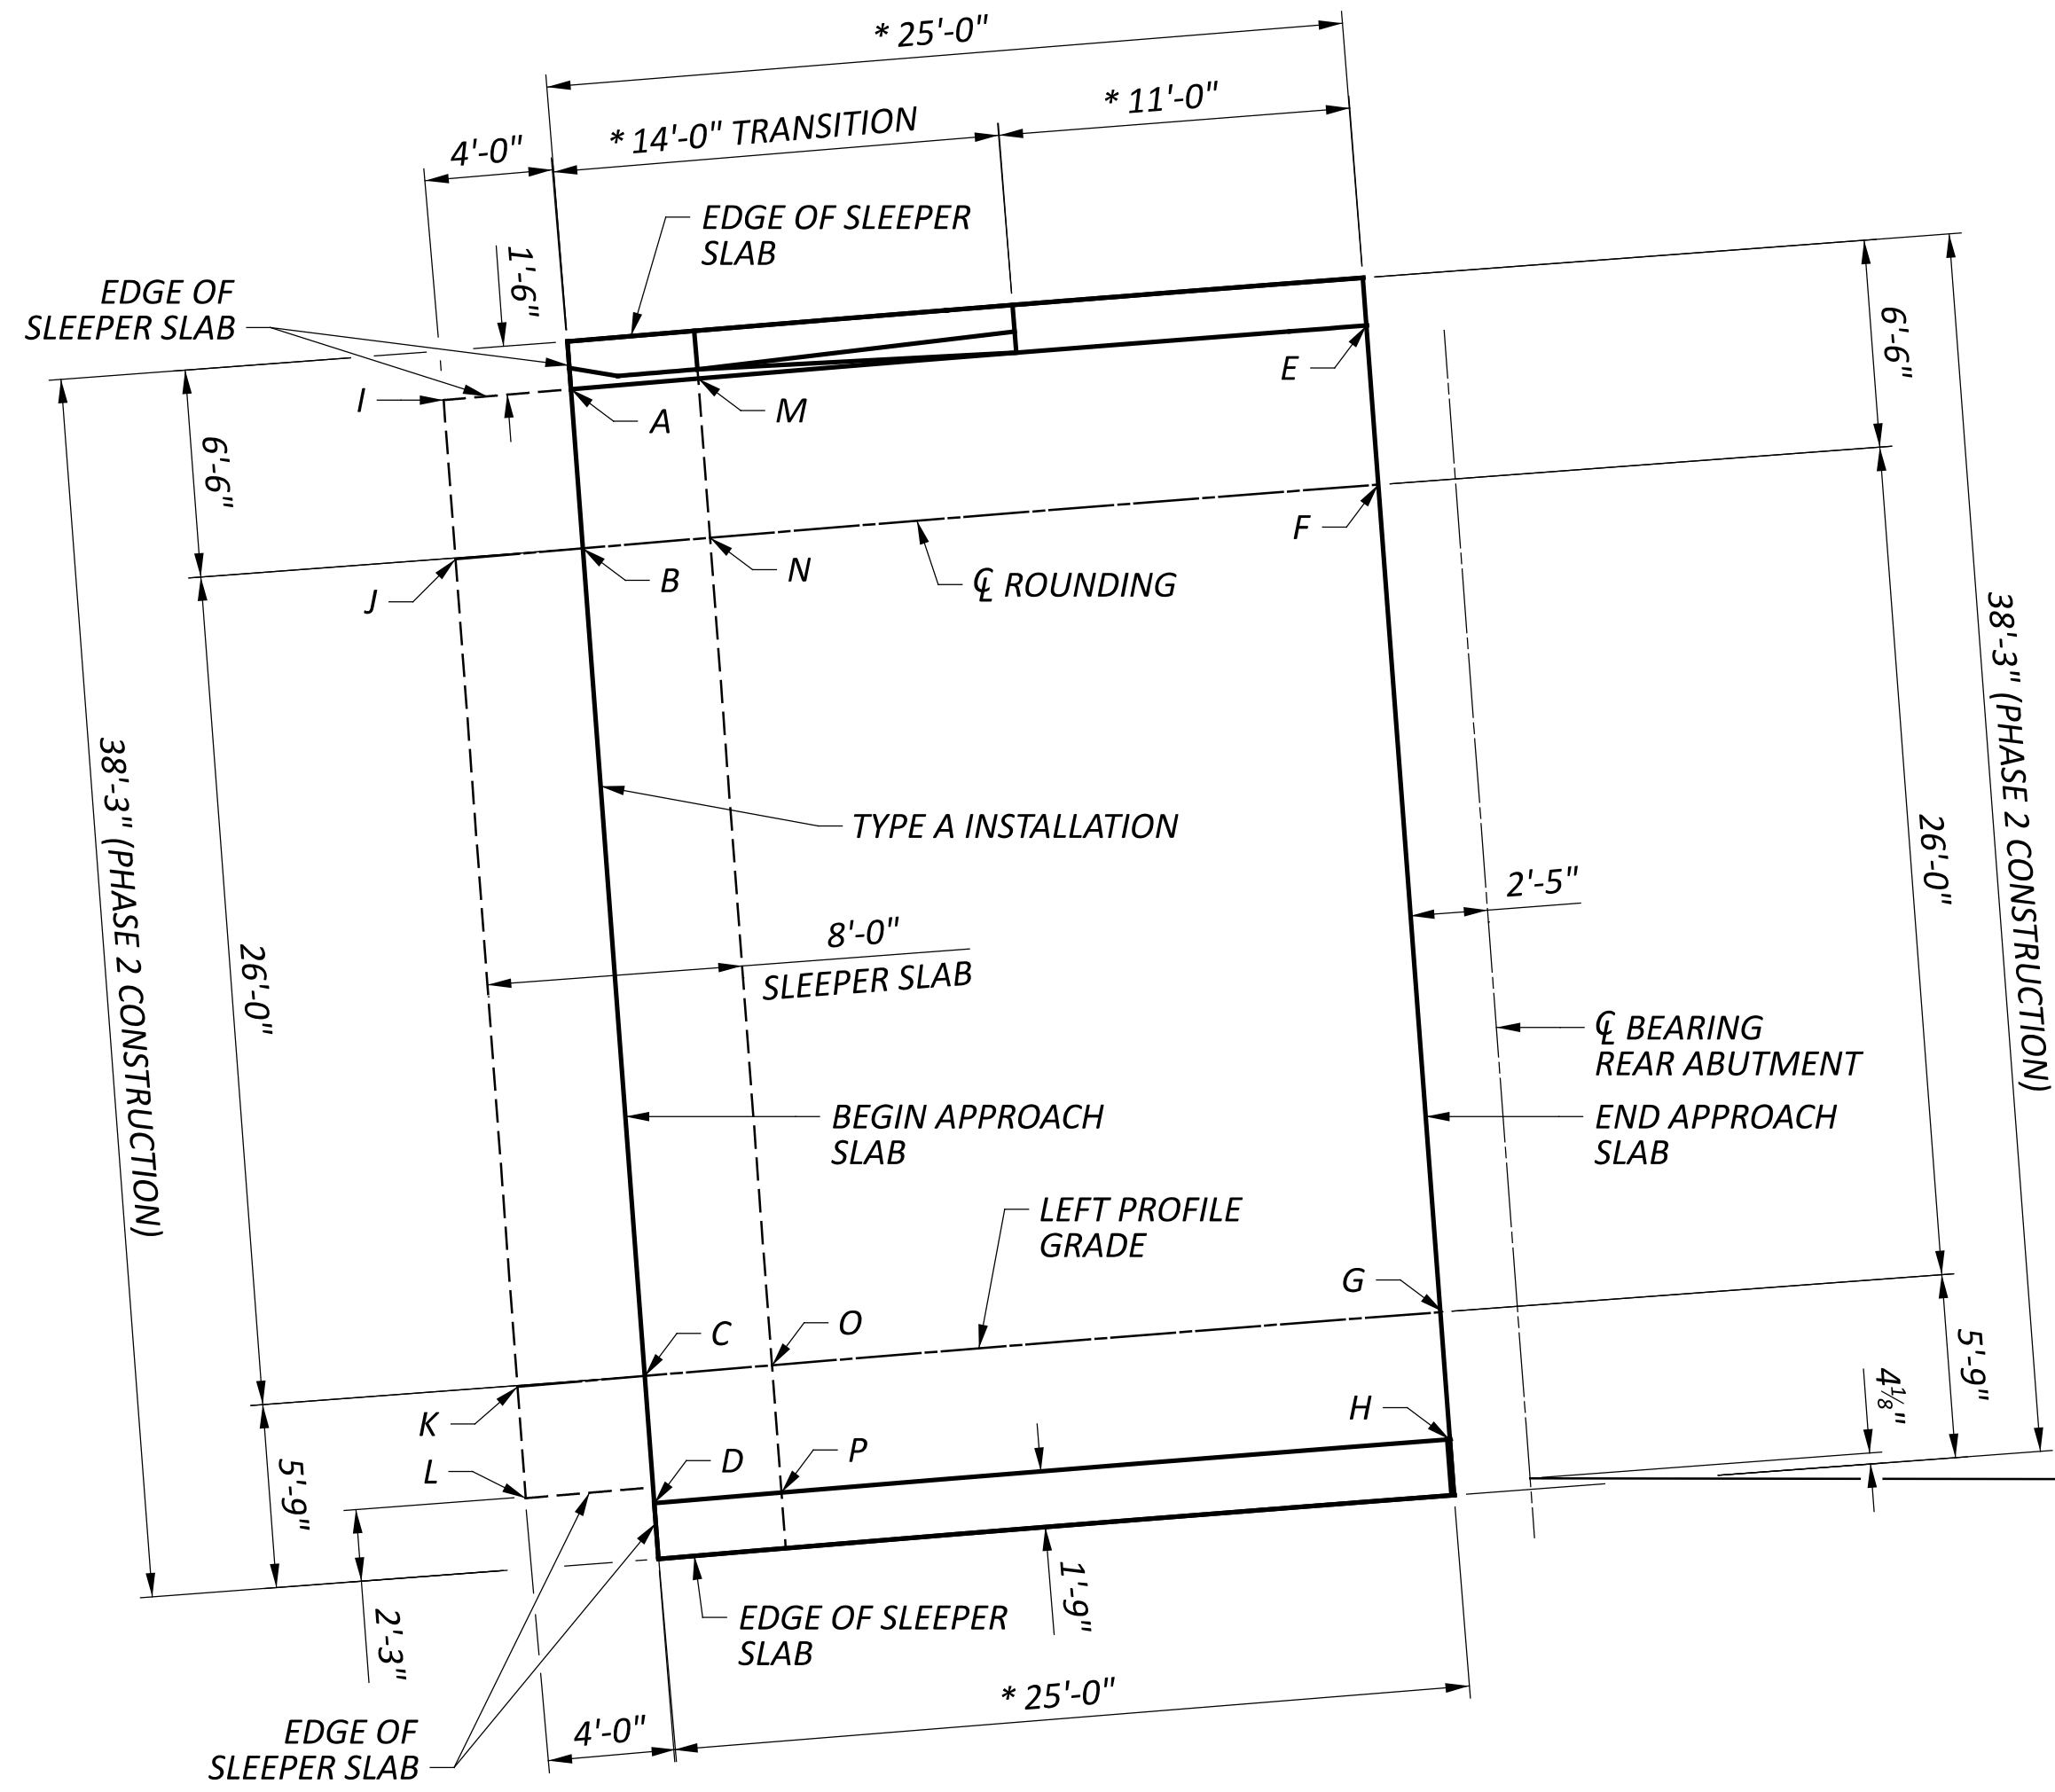 * 25'-0"
* 11'-0"
* 14'-0" TRANSITION
4'-0"
EDGE OF SLEEPER
SLAB
1'-6"
EDGE OF
SLEEPER SLAB
6'-6"
E
I
A
M
6'-6"
F
N
B
J
℄ ROUNDING
38'-3" (PHASE 2 CONSTRUCTION)
38'-3" (PHASE 2 CONSTRUCTION)
TYPE A INSTALLATION
26'-0"
2'-5"
8'-0"
SLEEPER SLAB
26'-0"
℄ BEARING
REAR ABUTMENT
BEGIN APPROACH
SLAB
END APPROACH
SLAB
LEFT PROFILE
GRADE
G
C
O
5'-9"
4⅛"
H
K
L
D
P
5'-9"
1'-9"
2'-3"
EDGE OF SLEEPER
SLAB
* 25'-0"
4'-0"
EDGE OF
SLEEPER SLAB